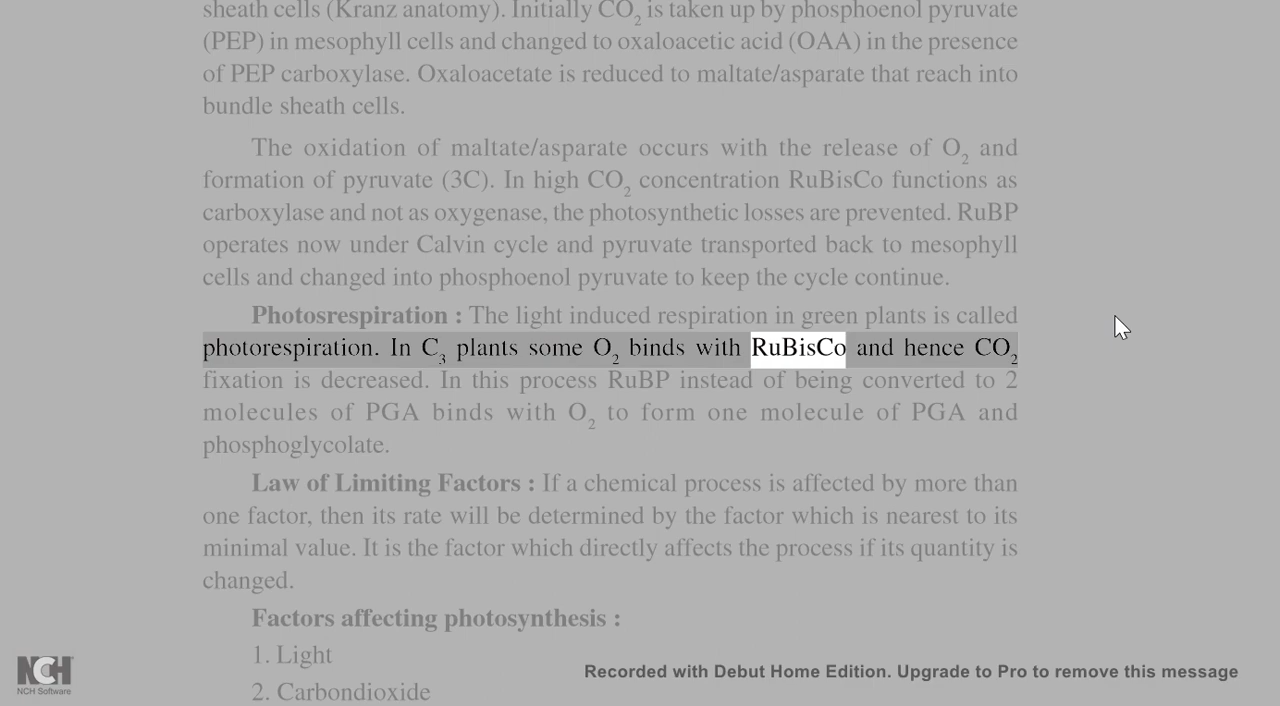 sheath cells (Kranz anatomy). Initially CO₂ is taken up by phosphoenol pyruvate
(PEP) in mesophyll cells and changed to oxaloacetic acid (OAA) in the presence
of PEP carboxylase. Oxaloacetate is reduced to maltate/asparate that reach into
bundle sheath cells.
The oxidation of maltate/asparate occurs with the release of O₂ and
formation of pyruvate (3C). In high CO₂ concentration RuBisCo functions as
carboxylase and not as oxygenase, the photosynthetic losses are prevented. RuBP
operates now under Calvin cycle and pyruvate transported back to mesophyll
cells and changed into phosphoenol pyruvate to keep the cycle continue.
Photosrespiration : The light induced respiration in green plants is called
photorespiration. In C₃ plants some O₂ binds with RuBisCo and hence CO₂
fixation is decreased. In this process RuBP instead of being converted to 2
molecules of PGA binds with O₂ to form one molecule of PGA and
phosphoglycolate.
Law of Limiting Factors : If a chemical process is affected by more than
one factor, then its rate will be determined by the factor which is nearest to its
minimal value. It is the factor which directly affects the process if its quantity is
changed.
Factors affecting photosynthesis :
1. Light
2. Carbondioxide
NCH
NCH Software
Recorded with Debut Home Edition. Upgrade to Pro to remove this message